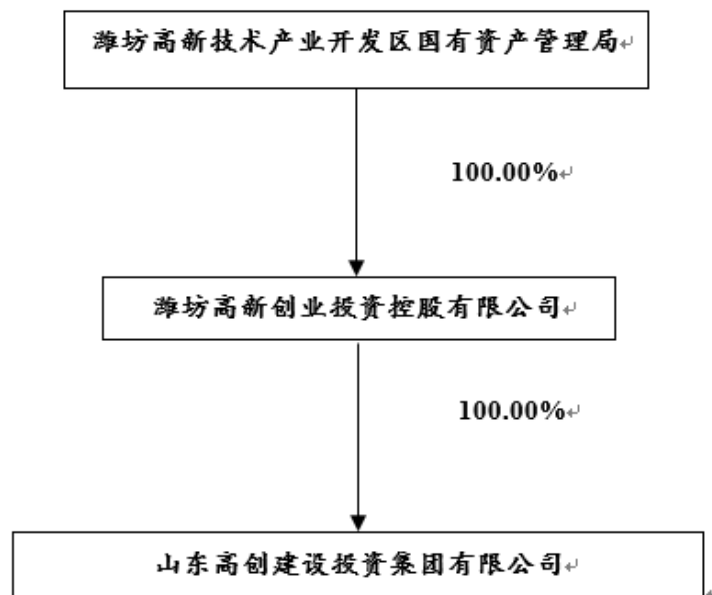 潍坊高新技术产业开发区国有资产管理局
100.00%
潍坊高新创业投资控股有限公司
100.00%
山东高创建设投资集团有限公司